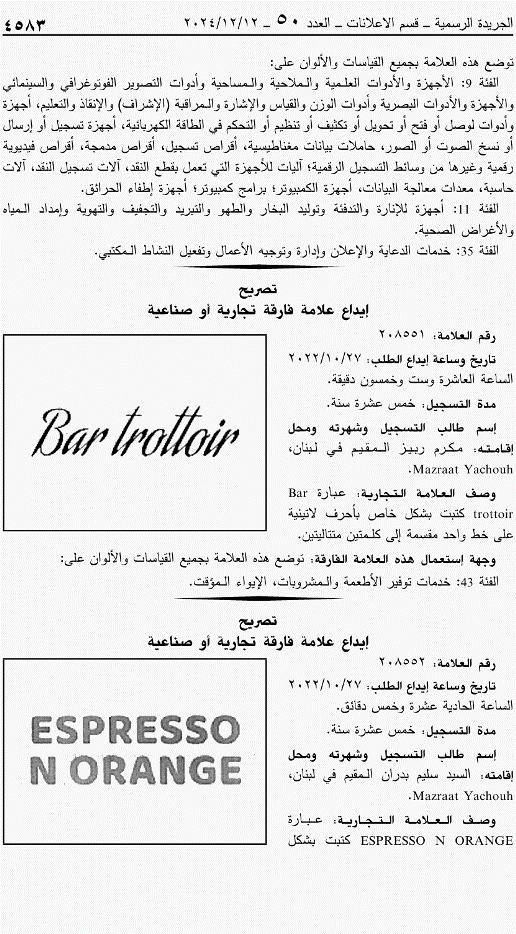 الجريدة الرسمية ــ قسم الاعلانات ــ العدد ٥٠ ــ ٢٠٢٤/١٢/١٢
٤٥٨٣
توضع هذه العلامة بجميع القياسات والألوان على:
الفئة 9: الأجهزة والأدوات العلمية والملاحية والمساحية وأدوات التصوير الفوتوغرافي والسينمائي
والأجهزة والأدوات البصرية وأدوات الوزن والقياس والإشارة والمراقبة (الإشراف) والإنقاذ والتعليم، أجهزة
وأدوات لوصل أو فتح أو تحويل أو تكثيف أو تنظيم أو التحكم في الطاقة الكهربائية، أجهزة تسجيل أو إرسال
أو نسخ الصوت أو الصور، حاملات بيانات مغناطيسية، أقراص تسجيل، أقراص مدمجة، أقراص فيديوية
رقمية وغيرها من وسائط التسجيل الرقمية؛ آليات للأجهزة التي تعمل بقطع النقد، آلات تسجيل النقد، آلات
حاسبة، معدات معالجة البيانات، أجهزة الكمبيوتر؛ برامج كمبيوتر؛ أجهزة إطفاء الحرائق.
الفئة 11: أجهزة للإنارة والتدفئة وتوليد البخار والطهو والتبريد والتجفيف والتهوية وإمداد المياه
والأغراض الصحية.
الفئة 35: خدمات الدعاية والإعلان وإدارة وتوجيه الأعمال وتفعيل النشاط المكتبي.
تصريح
إيداع علامة فارقة تجارية أو صناعية
رقم العلامة: ٢٠٨٥٥١
تاريخ وساعة إيداع الطلب: ٢٠٢٢/١٠/٢٧
الساعة العاشرة وست وخمسون دقيقة.
مدة التسجيل: خمس عشرة سنة.
إسم طالب التسجيل وشهرته ومحل
إقامته: مكرم ربيز المقيم في لبنان،
Mazraat Yachouh.
وصف العلامة التجارية: عبارة Bar
trottoir كتبت بشكل خاص بأحرف لاتينية
على خط واحد مقسمة إلى كلمتين متتاليتين.
Bar trottoir
وجهة إستعمال هذه العلامة الفارقة: توضع هذه العلامة بجميع القياسات والألوان على:
الفئة 43: خدمات توفير الأطعمة والمشروبات، الإيواء المؤقت.
تصريح
إيداع علامة فارقة تجارية أو صناعية
رقم العلامة: ٢٠٨٥٥٢
تاريخ وساعة إيداع الطلب: ٢٠٢٢/١٠/٢٧
الساعة الحادية عشرة وخمس دقائق.
مدة التسجيل: خمس عشرة سنة.
إسم طالب التسجيل وشهرته ومحل
إقامته: السيد سليم بدران المقيم في لبنان،
Mazraat Yachouh.
وصف العلامة التجارية: عبارة
ESPRESSO N ORANGE كتبت بشكل
ESPRESSO
N ORANGE